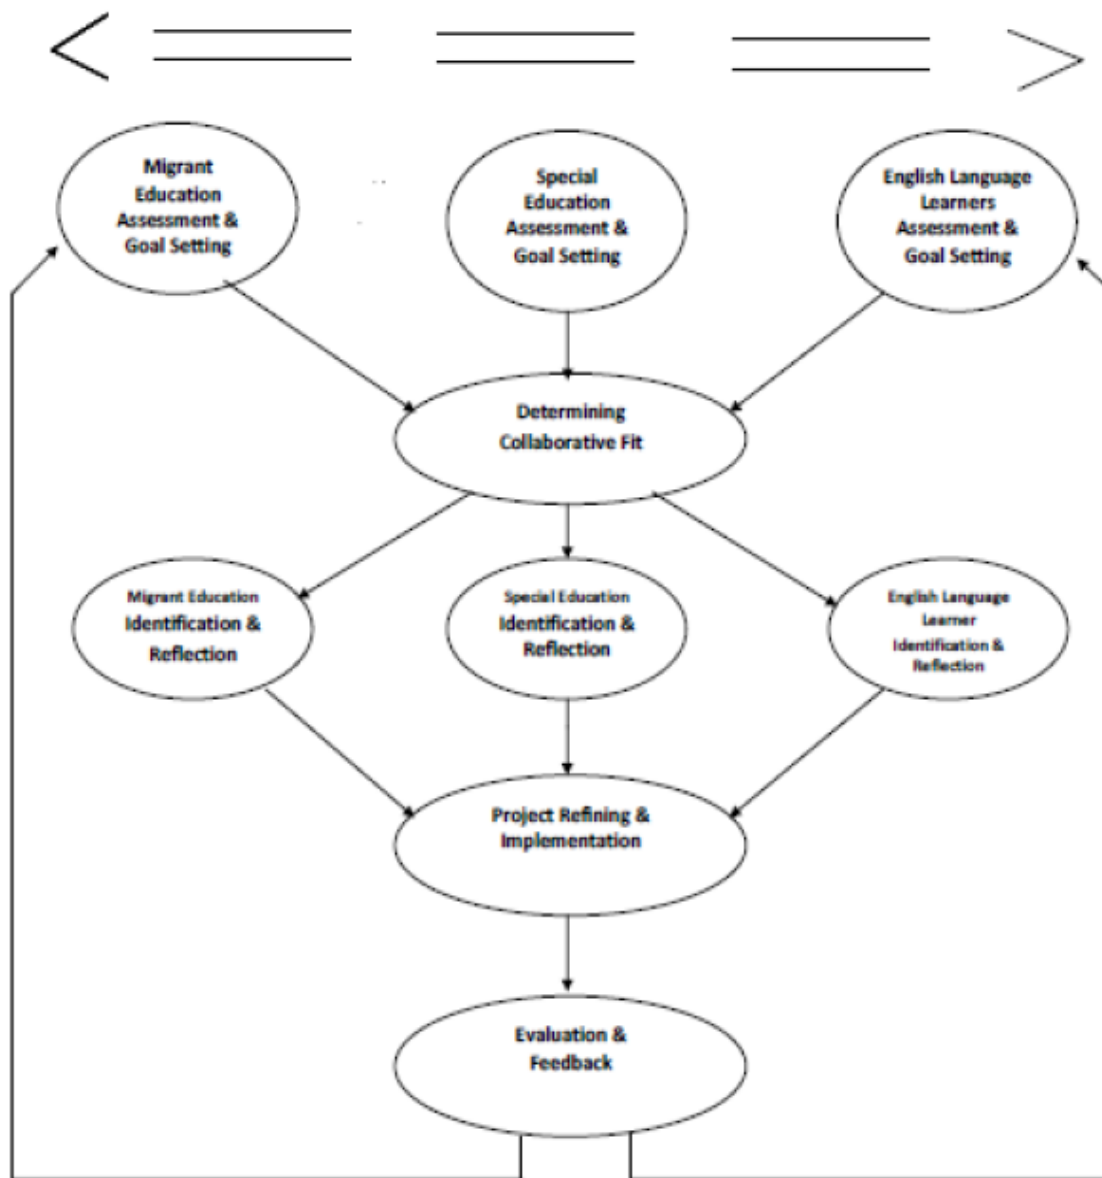 Migrant
Education
Assessment &
Goal Setting
Special
Education
Assessment &
Goal Setting
English Language
Learners
Assessment &
Goal Setting
Determining
Collaborative Fit
Migrant Education
Identification &
Reflection
Special Education
Identification &
Reflection
English Language
Learner
Identification &
Reflection
Project Refining &
Implementation
Evaluation &
Feedback